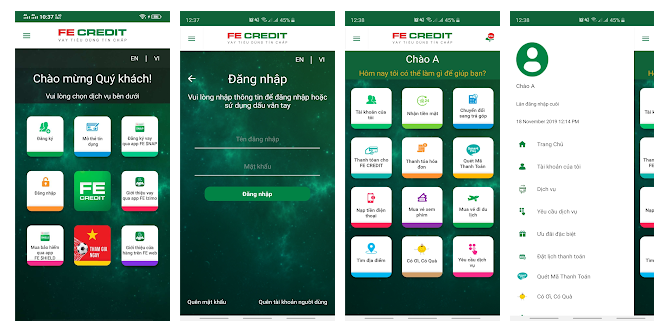 10:37
FE CREDIT
VAY TIÊU DÙNG TÍN CHẤP
EN | VI
Chào mừng Quý khách!
Vui lòng chọn dịch vụ bên dưới
Đăng ký
Mở thẻ tín dụng
Đăng ký vay qua app FE SNAP
Đăng nhập
FE CREDIT
Giới thiệu vay qua app FE
Mua bảo hiểm qua app FE SHIELD
THAM GIA NGAY
Giới thiệu cửa hàng trên FE web
12:37
45%
FE CREDIT
VAY TIÊU DÙNG TÍN CHẤP
EN | VI
Đăng nhập
Vui lòng nhập thông tin để đăng nhập hoặc
sử dụng dấu vân tay
Tên đăng nhập
Mật khẩu
Đăng nhập
Quên mật khẩu
Quên tài khoản người dùng
12:38
45%
FE CREDIT
VAY TIÊU DÙNG TÍN CHẤP
Chào A
Hôm nay tôi có thể làm gì để giúp bạn?
Tài khoản của tôi
24
Nhận tiền mặt
Chuyển đổi sang trả góp
Thanh toán cho FE CREDIT
Thanh toán hóa đơn
Quét Mã Thanh Toán
Nạp tiền điện thoại
Mua vé xem phim
Mua vé đi du lịch
Tìm địa điểm
Có Ơi, Có Quà
Yêu cầu dịch vụ
12:38
45%
Chào A
Lần đăng nhập cuối
18 November 2019 12:14 PM
Trang Chủ
Tài khoản của tôi
Dịch vụ
Yêu cầu dịch vụ
Ưu đãi đặc biệt
Đặt lịch thanh toán
Quét Mã Thanh Toán
Có Ơi, Có Quà